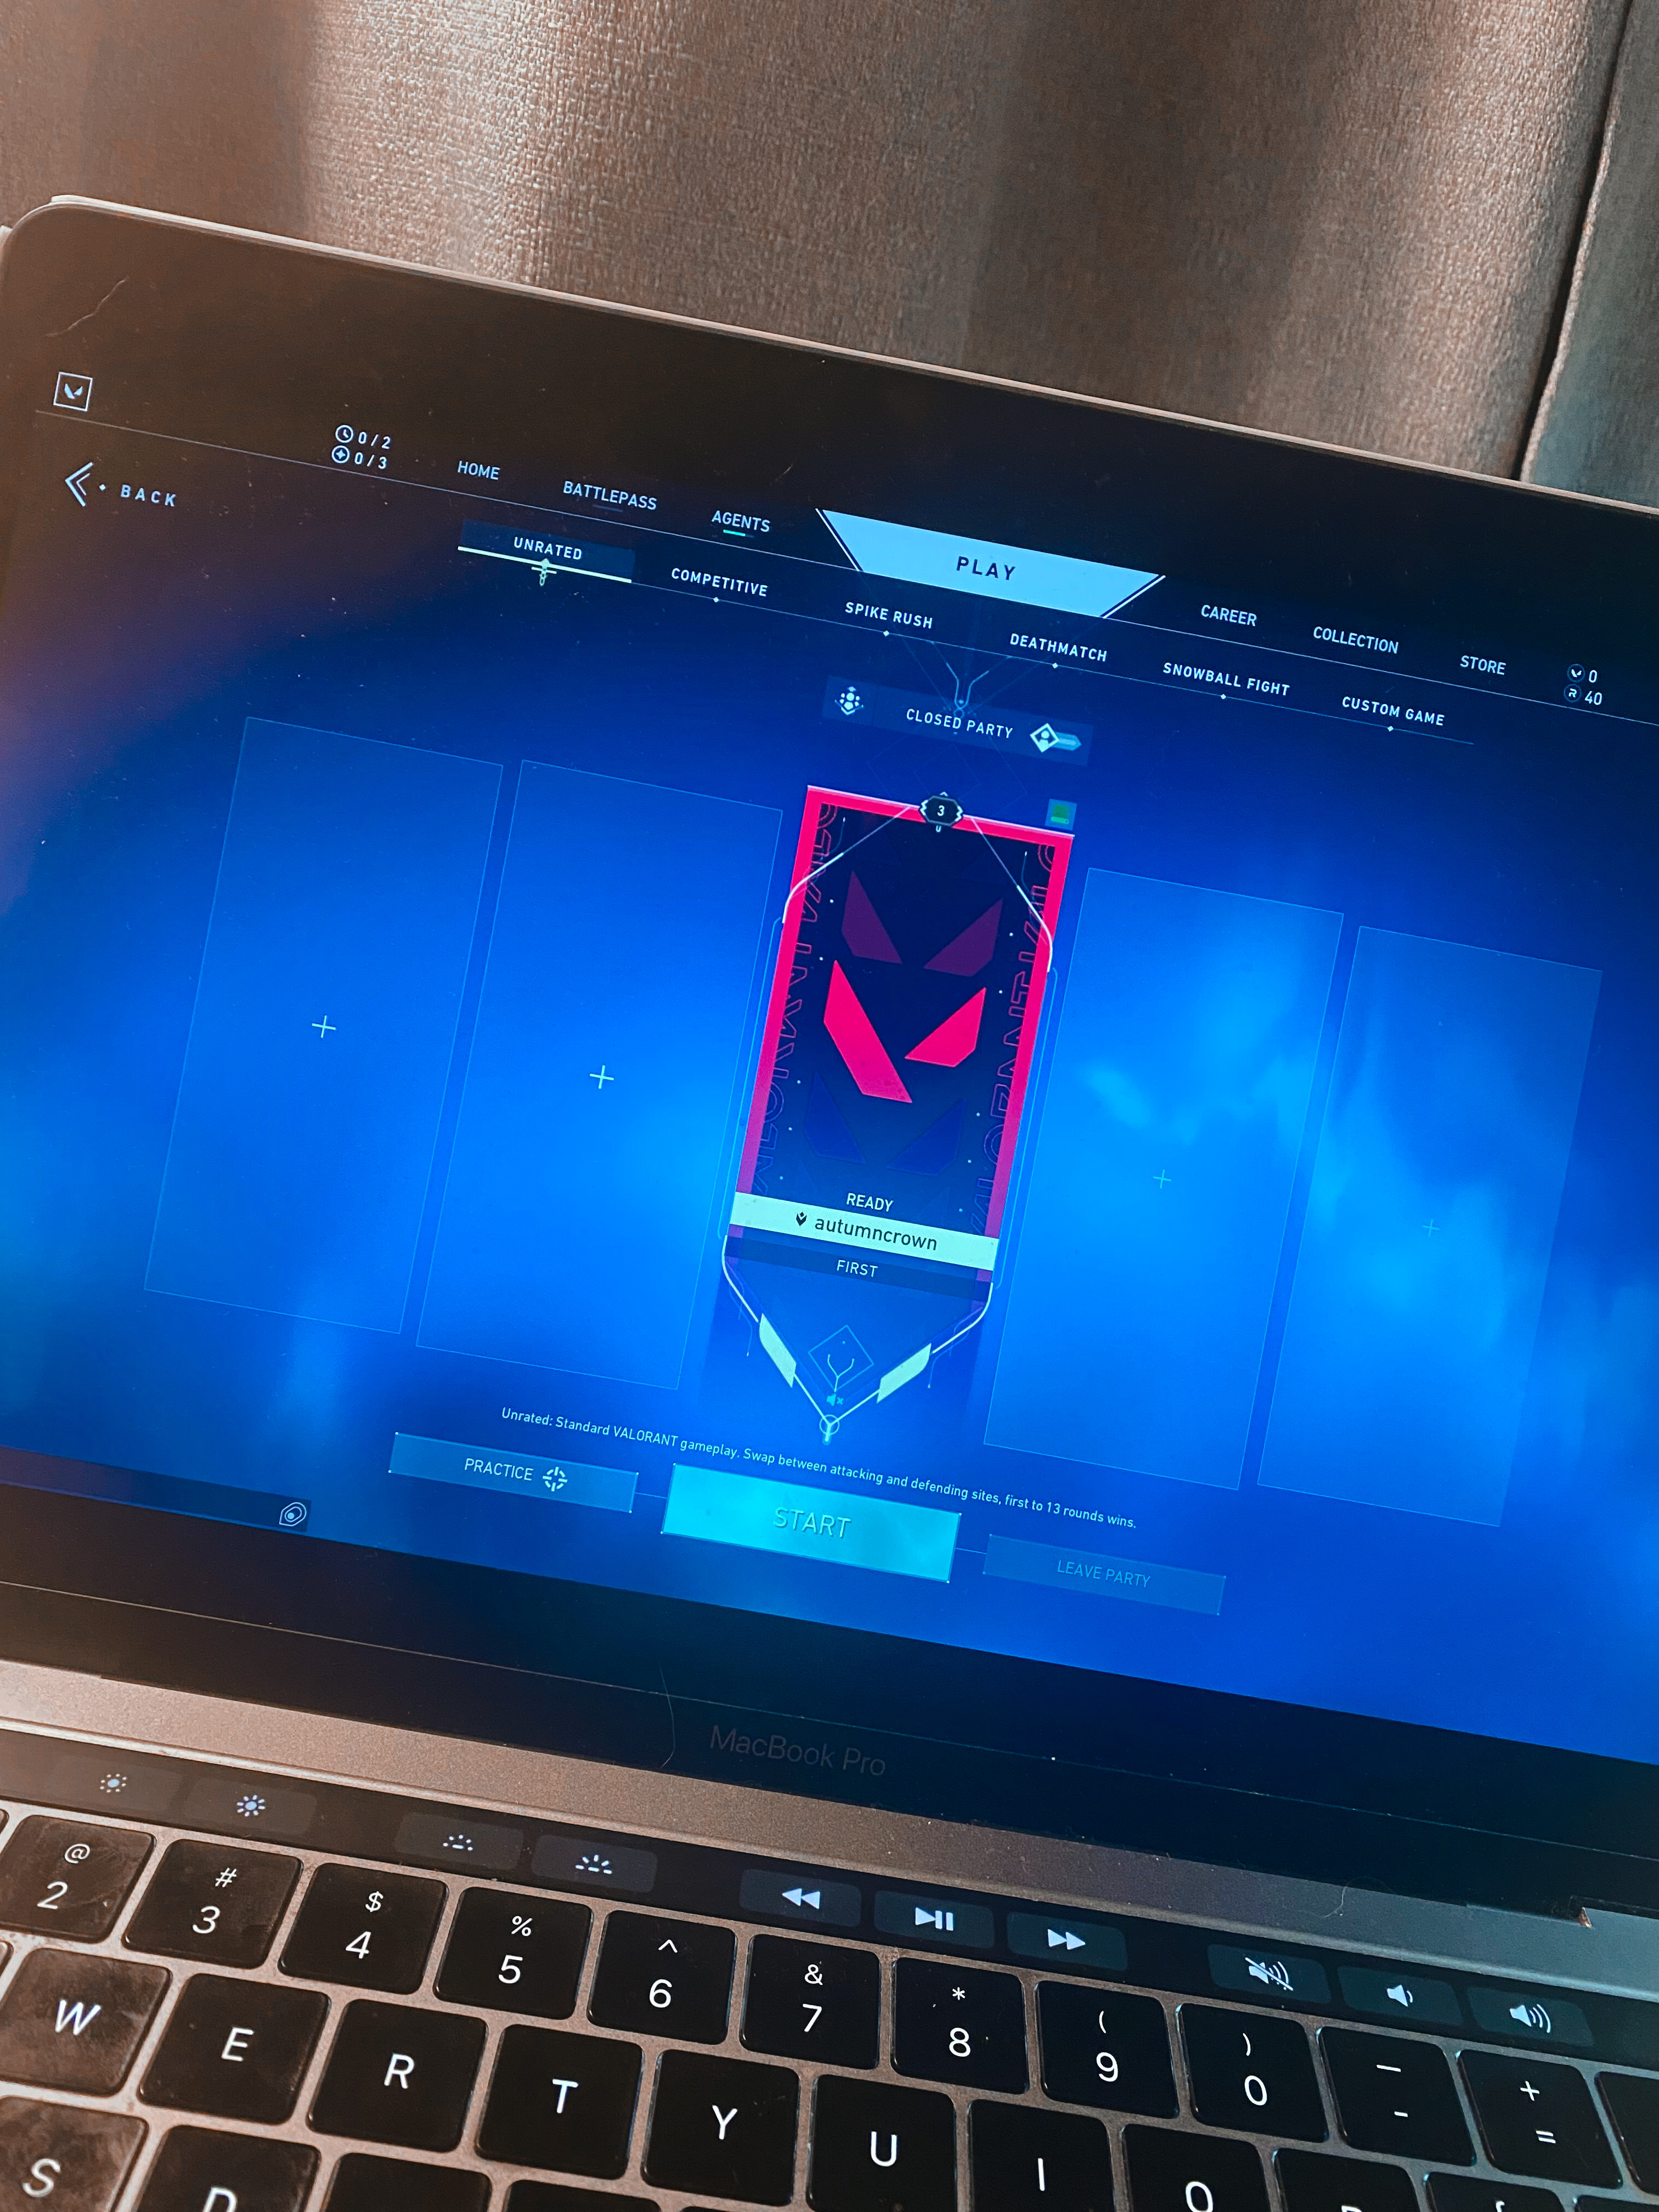 0/2
0/3
HOME
BATTLEPASS
AGENTS
PLAY
CAREER
COLLECTION
STORE
0
40
BACK
UNRATED
COMPETITIVE
SPIKE RUSH
DEATHMATCH
SNOWBALL FIGHT
CUSTOM GAME
CLOSED PARTY
3
READY
autumncrown
FIRST
Unrated: Standard VALORANT gameplay. Swap between attacking and defending sites, first to 13 rounds wins.
PRACTICE
START
LEAVE PARTY
MacBook Pro
@ # $ % ^ & * ( ) — +
2 3 4 5 6 7 8 9 0 - =
W E R T Y U I O
S D